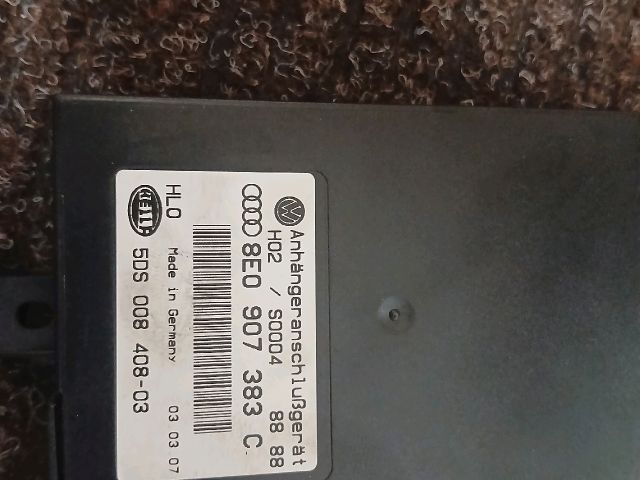 Anhängeranschlußgerät
H02 / S0004 88 88
8E0 907 383 C
HLO Made in Germany 03 03 07
HELLA 5DS 008 408-03